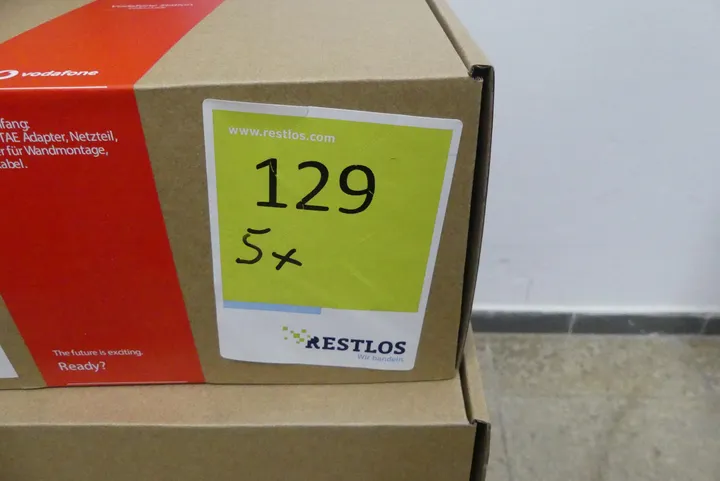 vodafone
fang:
TAE Adapter, Netzteil,
r für Wandmontage,
abel.
www.restlos.com
129
5x
RESTLOS
Wir handeln
The future is exciting.
Ready?